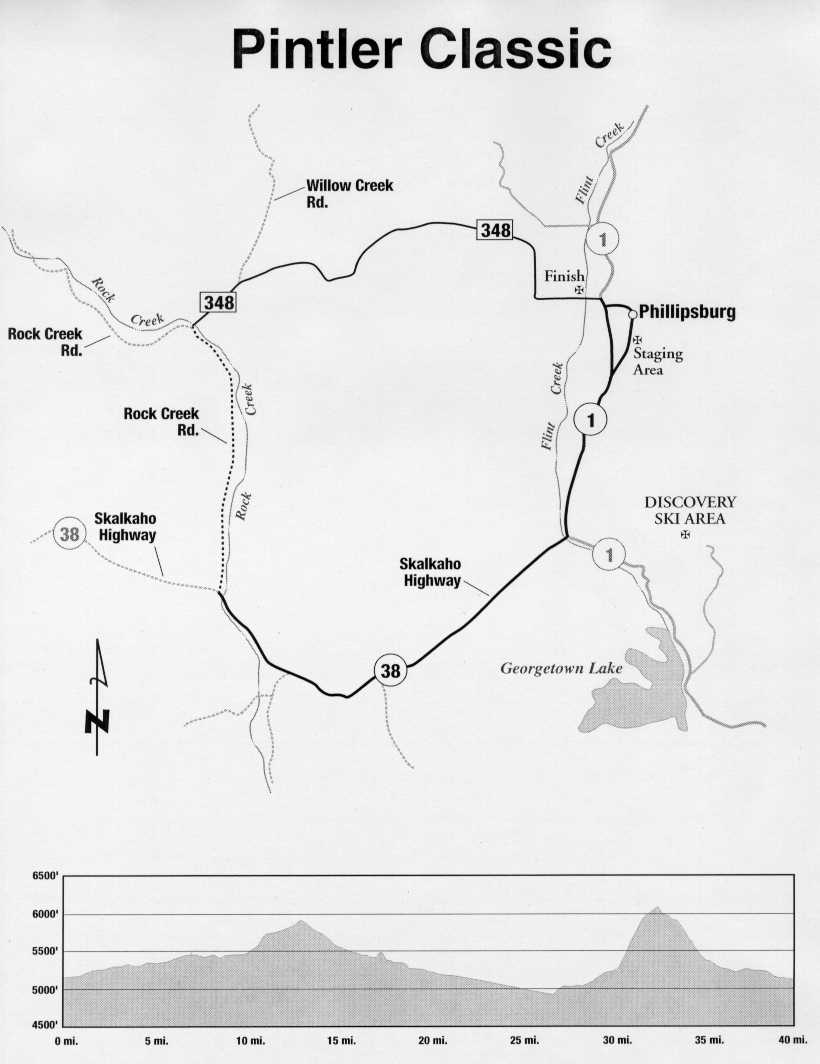 Pintler Classic
Creek
Flint
Willow Creek
Rd.
348
1
Finish
Rock
348
Creek
Phillipsburg
Rock Creek
Rd.
Staging
Area
Creek
Creek
Rock Creek
Rd.
1
Flint
Rock
DISCOVERY
SKI AREA
Skalkaho
Highway
38
1
Skalkaho
Highway
38
Georgetown Lake
N
6500'
6000'
5500'
5000'
4500'
0 mi.
5 mi.
10 mi.
15 mi.
20 mi.
25 mi.
30 mi.
35 mi.
40 mi.